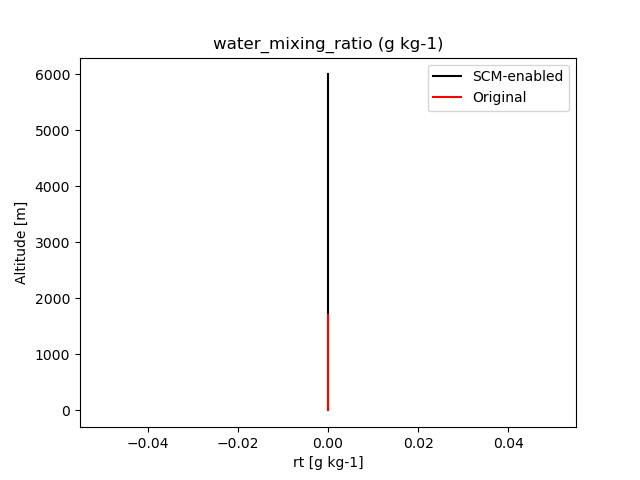 water_mixing_ratio (g kg-1)
SCM-enabled
Original
6000
5000
4000
3000
2000
1000
0
Altitude [m]
−0.04
−0.02
0.00
0.02
0.04
rt [g kg-1]